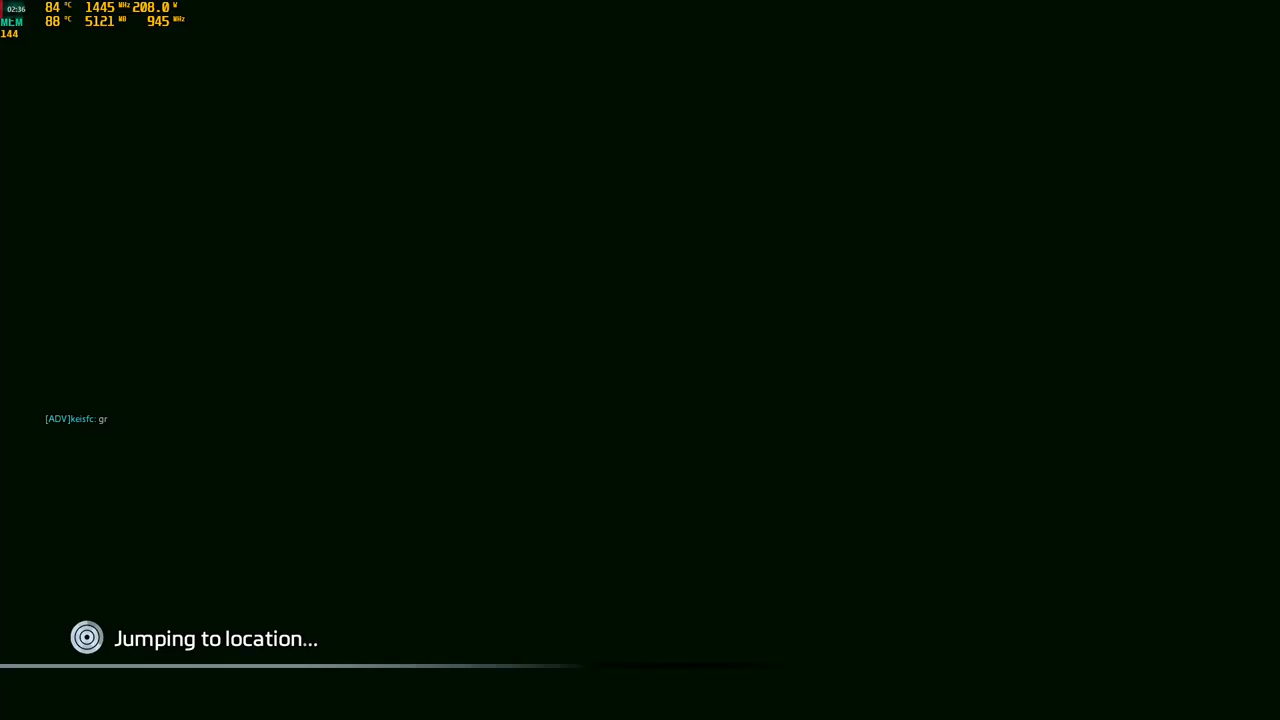 02:36 84 °C 1445 MHz 208.0 W
MEM 88 °C 5121 MB 945 MHz
144
[ADV]keisfc: gr
Jumping to location...